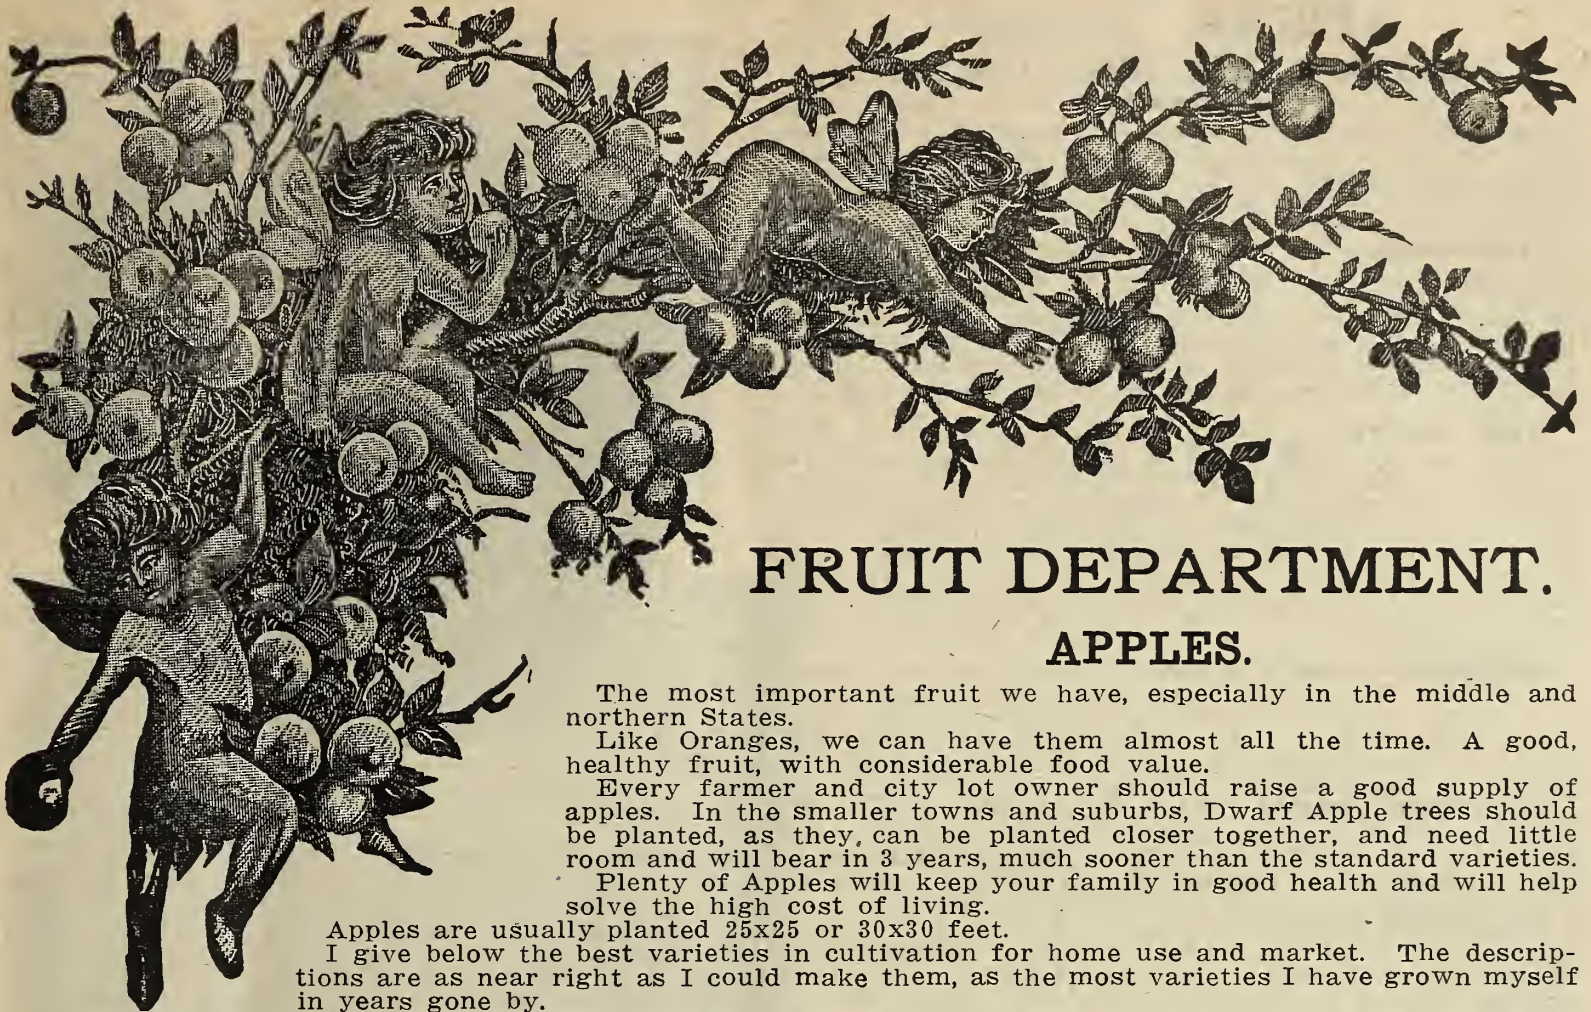 FRUIT DEPARTMENT.
APPLES.
The most important fruit we have, especially in the middle and
northern States.
Like Oranges, we can have them almost all the time. A good,
healthy fruit, with considerable food value.
Every farmer and city lot owner should raise a good supply of
apples. In the smaller towns and suburbs, Dwarf Apple trees should
be planted, as they can be planted closer together, and need little
room and will bear in 3 years, much sooner than the standard varieties.
Plenty of Apples will keep your family in good health and will help
solve the high cost of living.
Apples are usually planted 25x25 or 30x30 feet.
I give below the best varieties in cultivation for home use and market. The descrip-
tions are as near right as I could make them, as the most varieties I have grown myself
in years gone by.